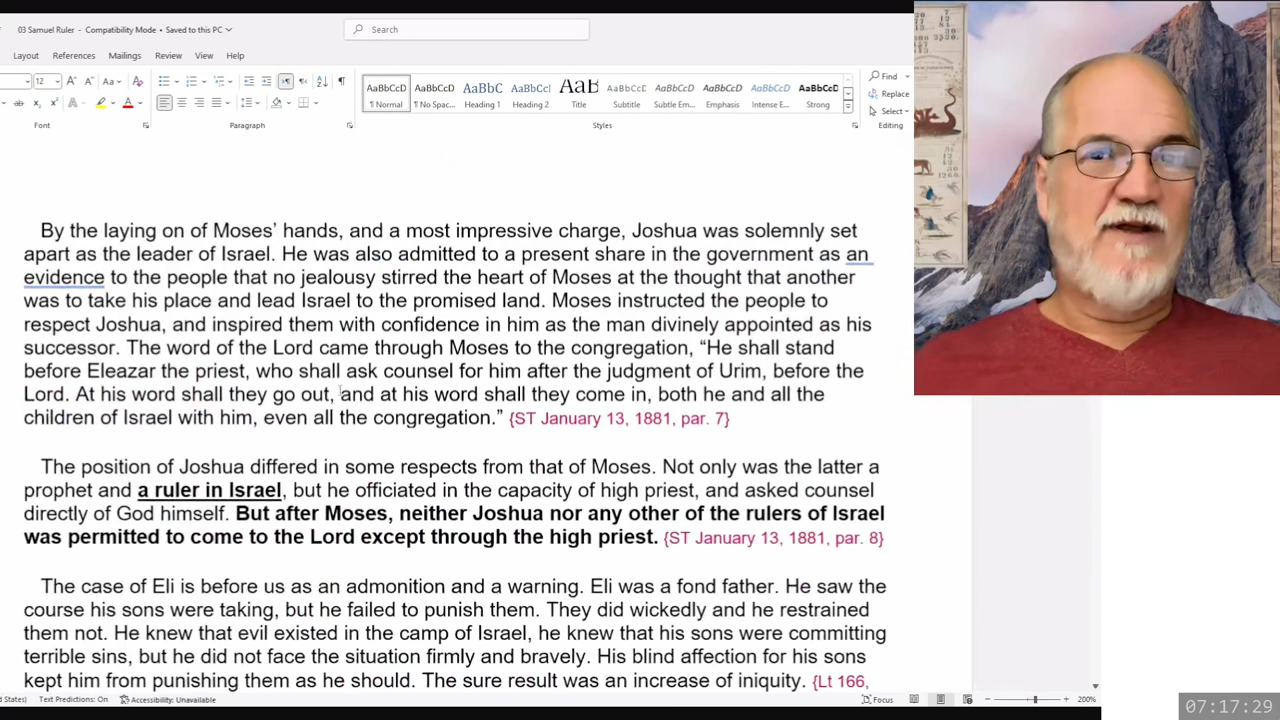 03 Samuel Ruler - Compatibility Mode • Saved to this PC
Search
Layout References Mailings Review View Help
12 Aa
Find
AaBbCcD AaBbCcD AaBbC AaBbCcl AaB AaBbCcD AaBbCcD AaBbCcD AaBbCcD AaBbCcD
Replace
¶ Normal ¶ No Spac... Heading 1 Heading 2 Title Subtitle Subtle Em... Emphasis Intense E... Strong
Select
Font Paragraph Styles Editing
By the laying on of Moses’ hands, and a most impressive charge, Joshua was solemnly set
apart as the leader of Israel. He was also admitted to a present share in the government as an
evidence to the people that no jealousy stirred the heart of Moses at the thought that another
was to take his place and lead Israel to the promised land. Moses instructed the people to
respect Joshua, and inspired them with confidence in him as the man divinely appointed as his
successor. The word of the Lord came through Moses to the congregation, “He shall stand
before Eleazar the priest, who shall ask counsel for him after the judgment of Urim, before the
Lord. At his word shall they go out, and at his word shall they come in, both he and all the
children of Israel with him, even all the congregation.” {ST January 13, 1881, par. 7}
The position of Joshua differed in some respects from that of Moses. Not only was the latter a
prophet and a ruler in Israel, but he officiated in the capacity of high priest, and asked counsel
directly of God himself. But after Moses, neither Joshua nor any other of the rulers of Israel
was permitted to come to the Lord except through the high priest. {ST January 13, 1881, par. 8}
The case of Eli is before us as an admonition and a warning. Eli was a fond father. He saw the
course his sons were taking, but he failed to punish them. They did wickedly and he restrained
them not. He knew that evil existed in the camp of Israel, he knew that his sons were committing
terrible sins, but he did not face the situation firmly and bravely. His blind affection for his sons
kept him from punishing them as he should. The sure result was an increase of iniquity. {Lt 166,
States) Text Predictions: On Accessibility: Unavailable Focus 200%
07:17:29